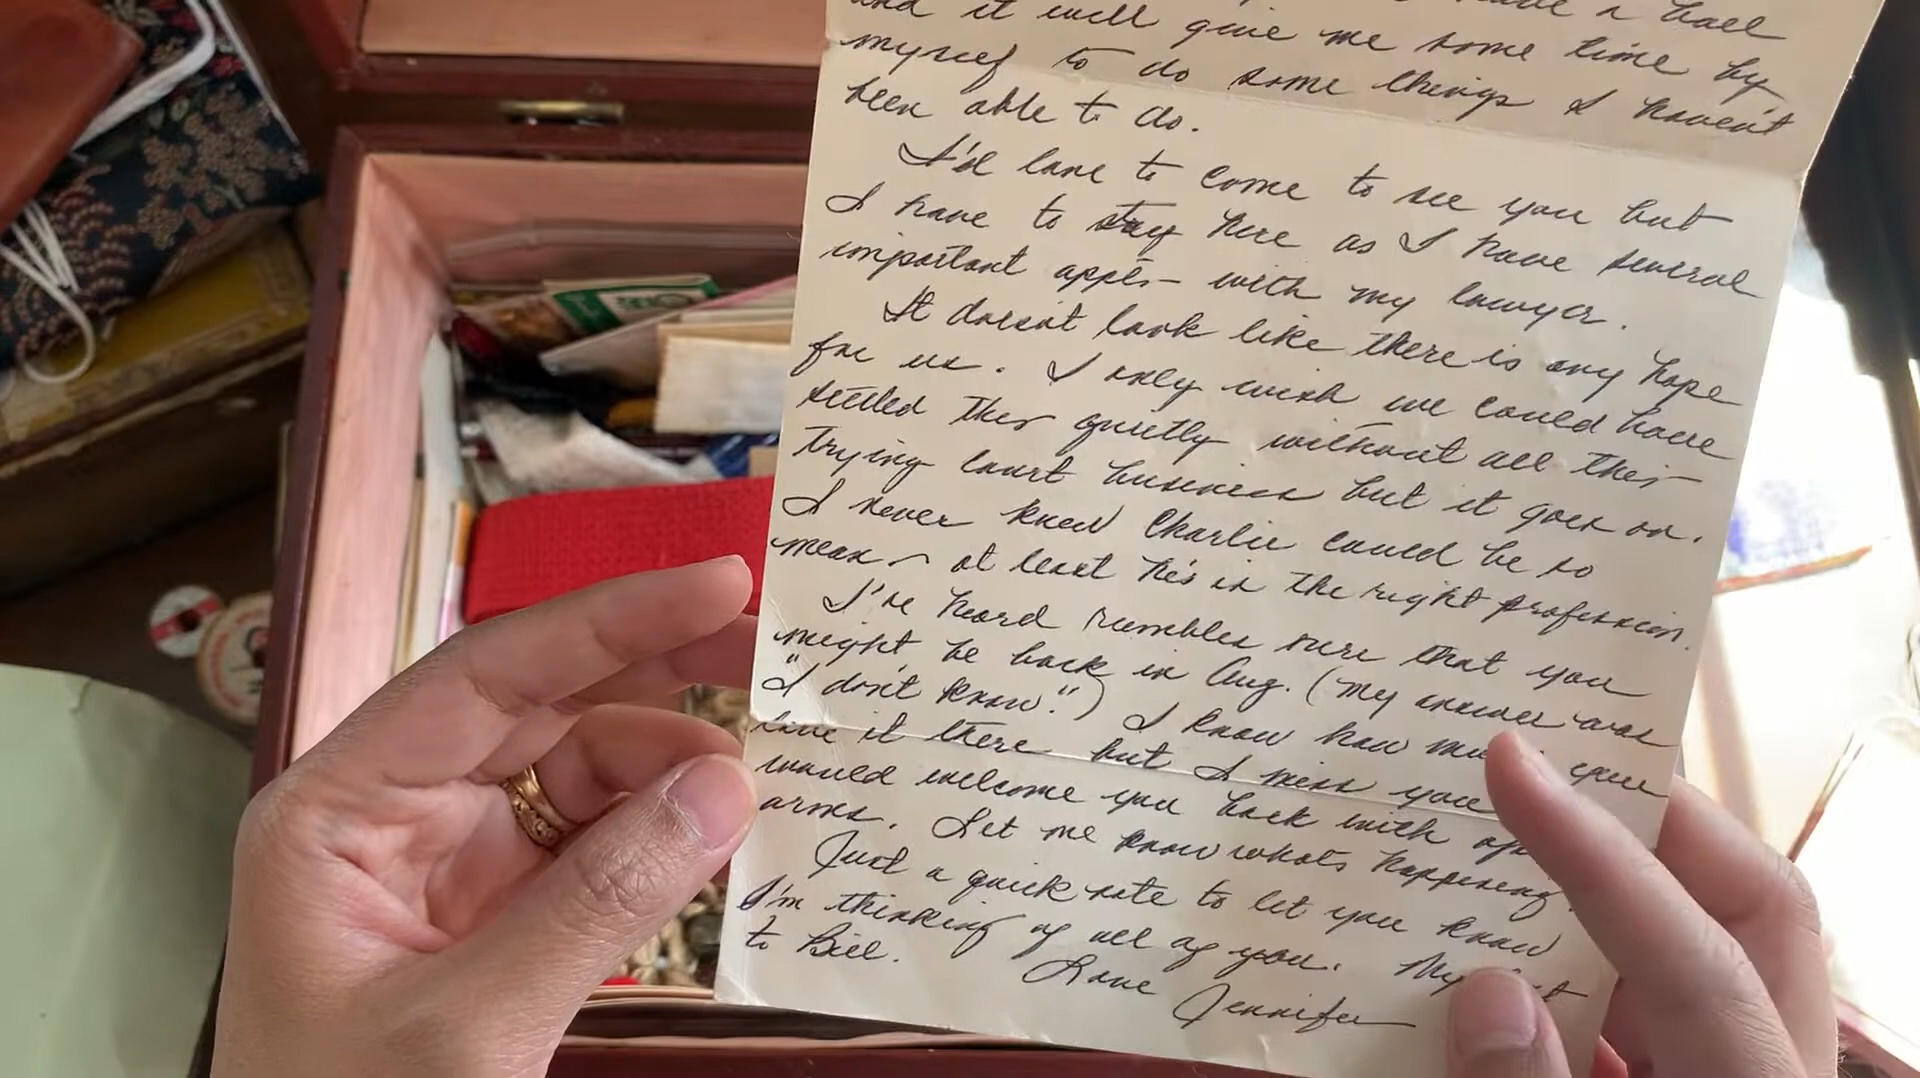 have a ball
and it will give me some time by
myself to do some things I haven't
been able to do.
I'd love to come to see you but
I have to stay here as I have several
important appts – with my lawyer.
It doesn't look like there is any hope
for us. I only wish we could have
settled this quietly without all this
trying court business but it goes on.
I never knew Charlie could be so
mean – at least he's in the right profession.
I've heard rumbles sure that you
might be back in Aug. (My answer was
"I don't know.") I know how you
love it there but I miss you
would welcome you back with
arms. Let me know what's happening.
Just a quick note to let you know
I'm thinking of all of you. My
to Bill.
Love Jennifer